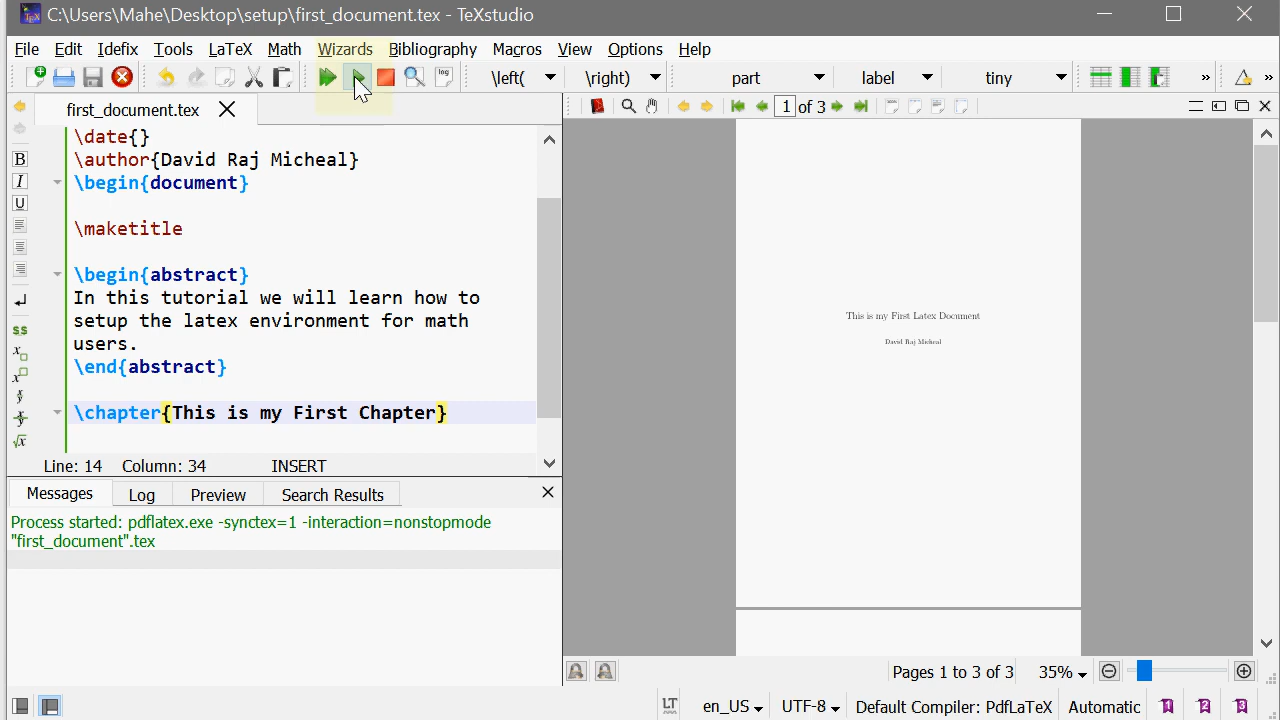 C:\Users\Mahe\Desktop\setup\first_document.tex - TeXstudio
File Edit Idefix Tools LaTeX Math Wizards Bibliography Macros View Options Help
log \left( \right) part label tiny »  »
first_document.tex 1 of 3
\date{}
\author{David Raj Micheal}
\begin{document}
\maketitle
\begin{abstract}
In this tutorial we will learn how to
setup the latex environment for math
users.
\end{abstract}
\chapter{This is my First Chapter}
B
I
U
$$
Line: 14 Column: 34 INSERT
Messages Log Preview Search Results
Process started: pdflatex.exe -synctex=1 -interaction=nonstopmode
"first_document".tex
This is my First Latex Document
David Raj Micheal
Pages 1 to 3 of 3 35%
LT en_US UTF-8 Default Compiler: PdfLaTeX Automatic 1 2 3